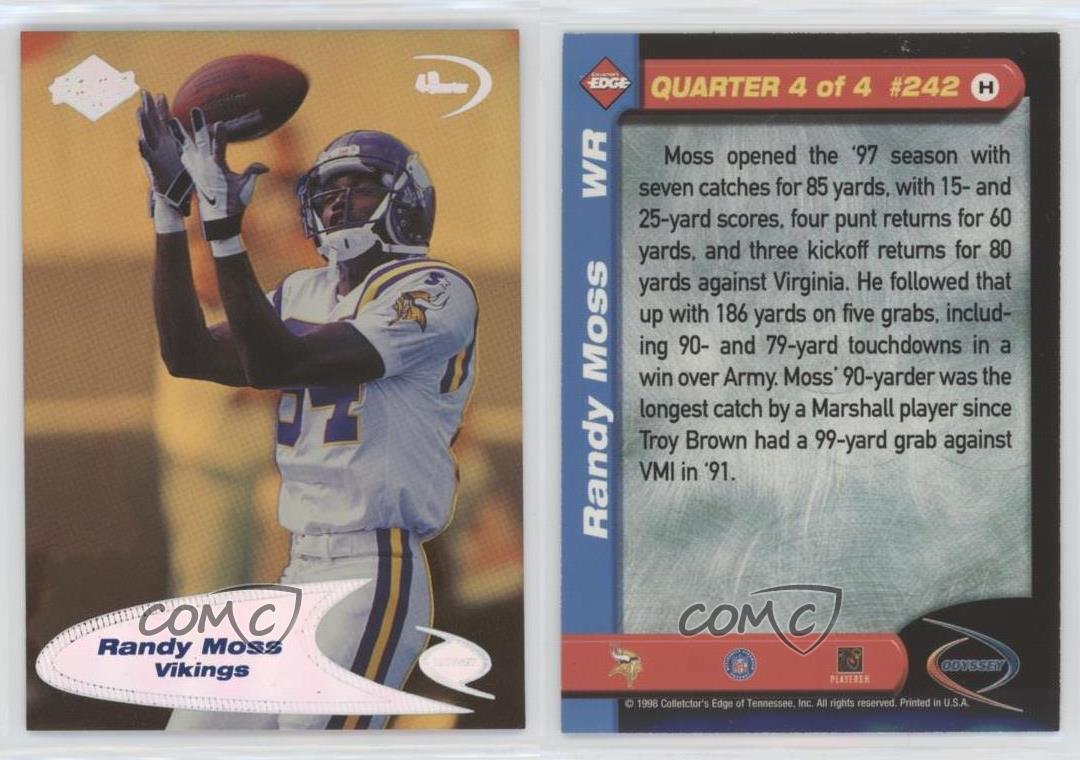 4th Quarter
84
COMC
Randy Moss
Vikings
COLLECTOR'S
EDGE
QUARTER 4 of 4 #242 H
Randy Moss WR
Moss opened the '97 season with
seven catches for 85 yards, with 15- and
25-yard scores, four punt returns for 60
yards, and three kickoff returns for 80
yards against Virginia. He followed that
up with 186 yards on five grabs, includ-
ing 90- and 79-yard touchdowns in a
win over Army. Moss' 90-yarder was the
longest catch by a Marshall player since
Troy Brown had a 99-yard grab against
VMI in '91.
COMC
PLAYERS
ODYSSEY
© 1998 Colletctor's Edge of Tennessee, Inc. All rights reserved. Printed in U.S.A.